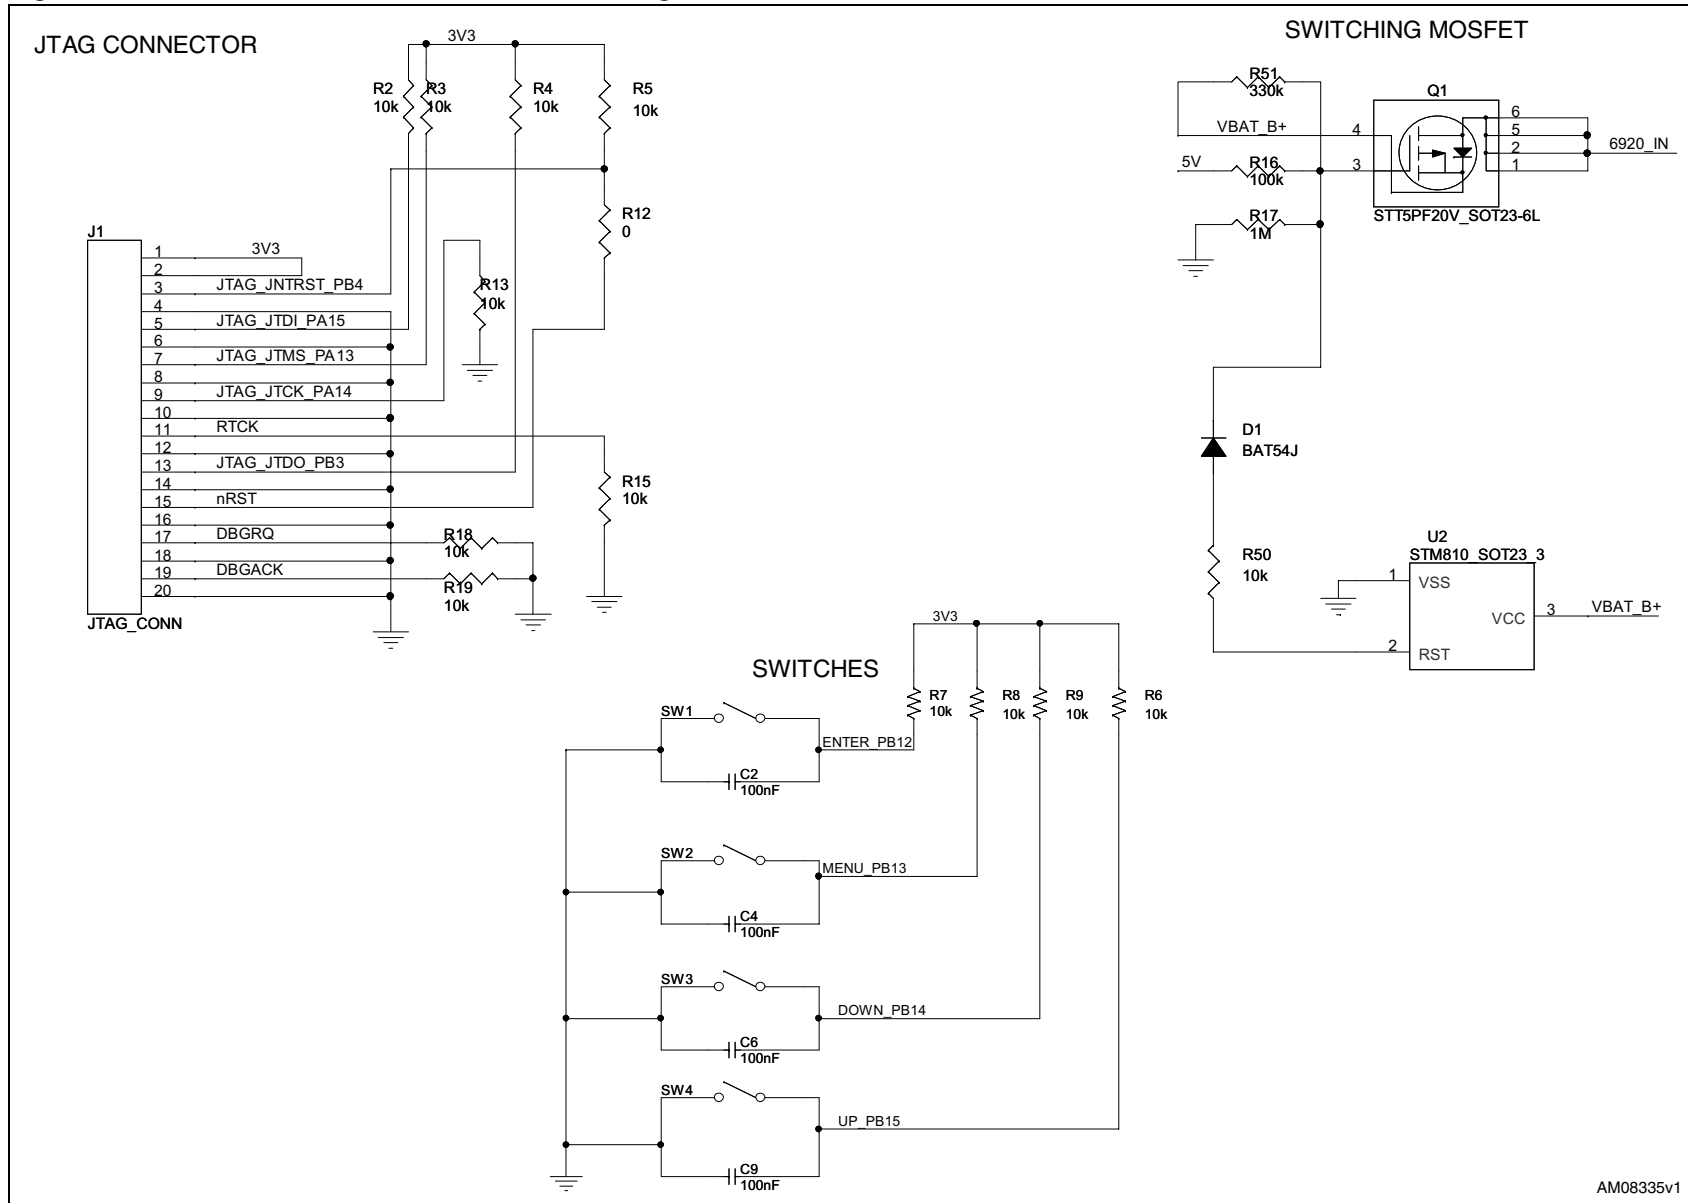 JTAG CONNECTOR
3V3
R2
10k
R3
10k
R4
10k
R5
10k
R12
0
J1
1
3V3
2
3
JTAG_JNTRST_PB4
4
5
JTAG_JTDI_PA15
6
7
JTAG_JTMS_PA13
8
9
JTAG_JTCK_PA14
10
11
RTCK
12
13
JTAG_JTDO_PB3
14
15
nRST
16
17
DBGRQ
18
19
DBGACK
20
JTAG_CONN
R13
10k
R15
10k
R18
10k
R19
10k
SWITCHING MOSFET
R51
330k
VBAT_B+
4
5V
R16
100k
3
R17
1M
Q1
6
5
2
1
6920_IN
STT5PF20V_SOT23-6L
D1
BAT54J
R50
10k
U2
STM810_SOT23_3
1
VSS
VCC
3
VBAT_B+
2
RST
SWITCHES
3V3
R7
10k
R8
10k
R9
10k
R6
10k
SW1
ENTER_PB12
C2
100nF
SW2
MENU_PB13
C4
100nF
SW3
DOWN_PB14
C6
100nF
SW4
UP_PB15
C9
100nF
AM08335v1